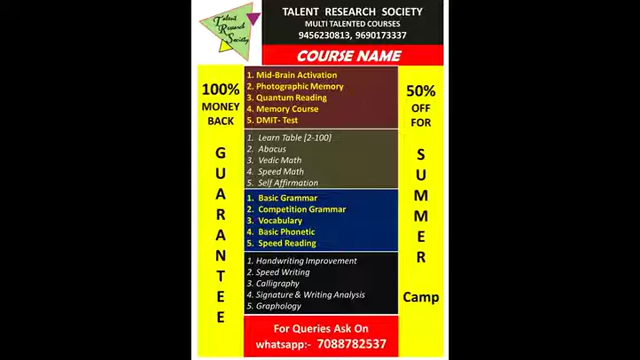 Talent
Research
Society
TALENT RESEARCH SOCIETY
MULTI TALENTED COURSES
9456230813, 9690173337
COURSE NAME
100%
MONEY
BACK
GUARANTEE
1. Mid-Brain Activation
2. Photographic Memory
3. Quantum Reading
4. Memory Course
5. DMIT- Test
1. Learn Table [2-100]
2. Abacus
3. Vedic Math
4. Speed Math
5. Self Affirmation
1. Basic Grammar
2. Competition Grammar
3. Vocabulary
4. Basic Phonetic
5. Speed Reading
1. Handwriting Improvement
2. Speed Writing
3. Calligraphy
4. Signature & Writing Analysis
5. Graphology
50%
OFF
FOR
SUMMER
Camp
For Queries Ask On
whatsapp:- 7088782537